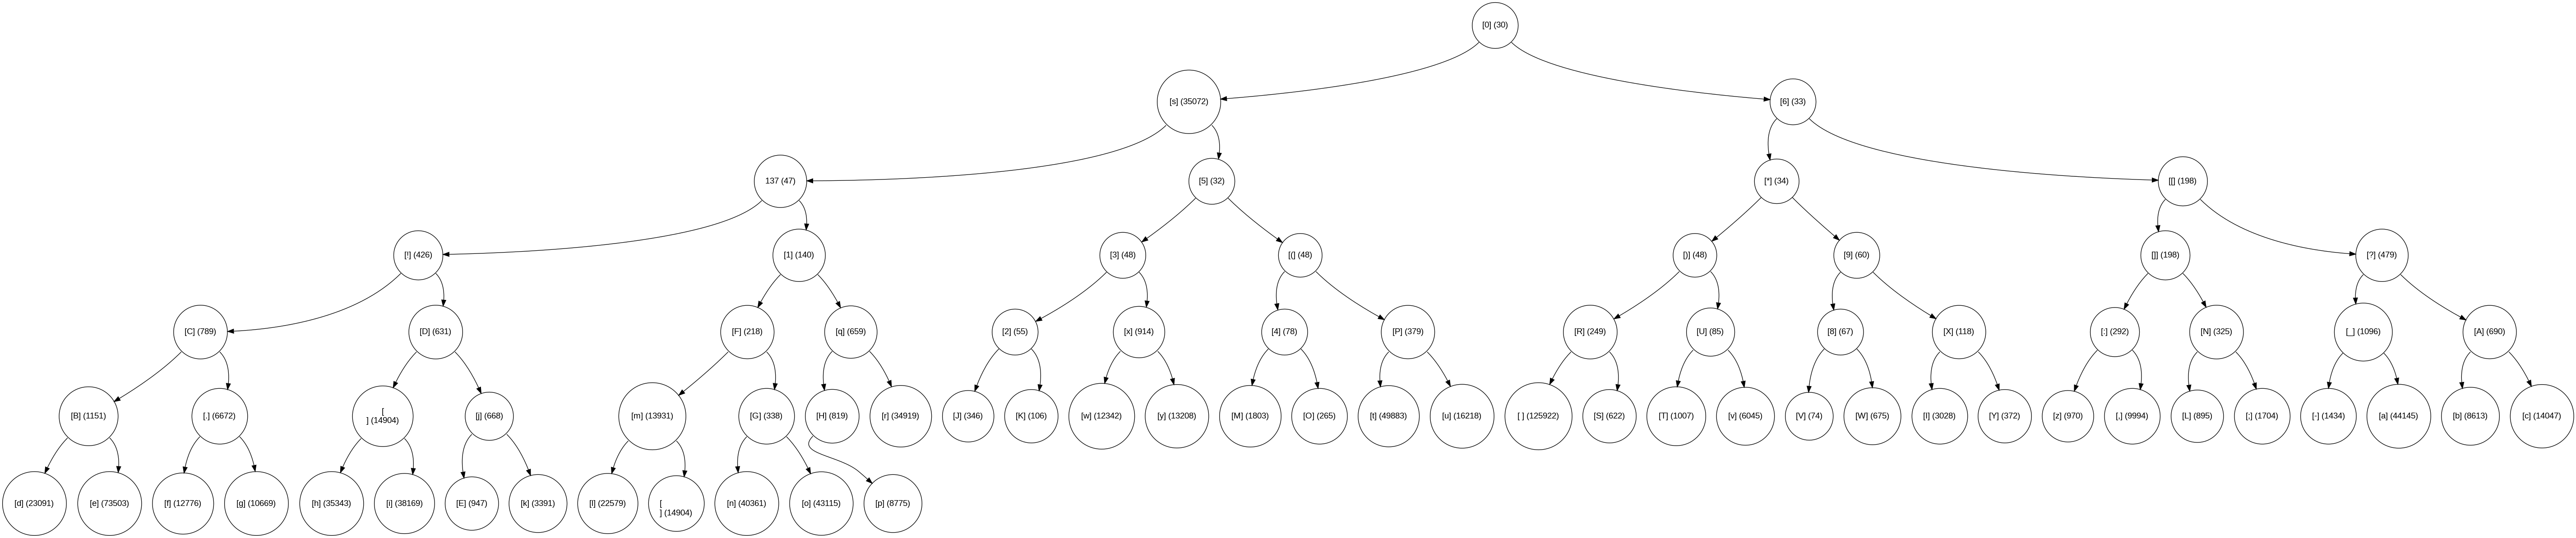 [0] (30)
[s] (35072)
[6] (33)
137 (47)
[5] (32)
[*] (34)
[[] (198)
[!] (426)
[1] (140)
[3] (48)
[(] (48)
[)] (48)
[9] (60)
[]] (198)
[?] (479)
[C] (789)
[D] (631)
[F] (218)
[q] (659)
[2] (55)
[x] (914)
[4] (78)
[P] (379)
[R] (249)
[U] (85)
[8] (67)
[X] (118)
[:] (292)
[N] (325)
[_] (1096)
[A] (690)
[B] (1151)
[.] (6672)
[
] (14904)
[j] (668)
[m] (13931)
[G] (338)
[H] (819)
[r] (34919)
[J] (346)
[K] (106)
[w] (12342)
[y] (13208)
[M] (1803)
[O] (265)
[t] (49883)
[u] (16218)
[ ] (125922)
[S] (622)
[T] (1007)
[v] (6045)
[V] (74)
[W] (675)
[I] (3028)
[Y] (372)
[z] (970)
[,] (9994)
[L] (895)
[;] (1704)
[-] (1434)
[a] (44145)
[b] (8613)
[c] (14047)
[d] (23091)
[e] (73503)
[f] (12776)
[g] (10669)
[h] (35343)
[i] (38169)
[E] (947)
[k] (3391)
[l] (22579)
[
] (14904)
[n] (40361)
[o] (43115)
[p] (8775)